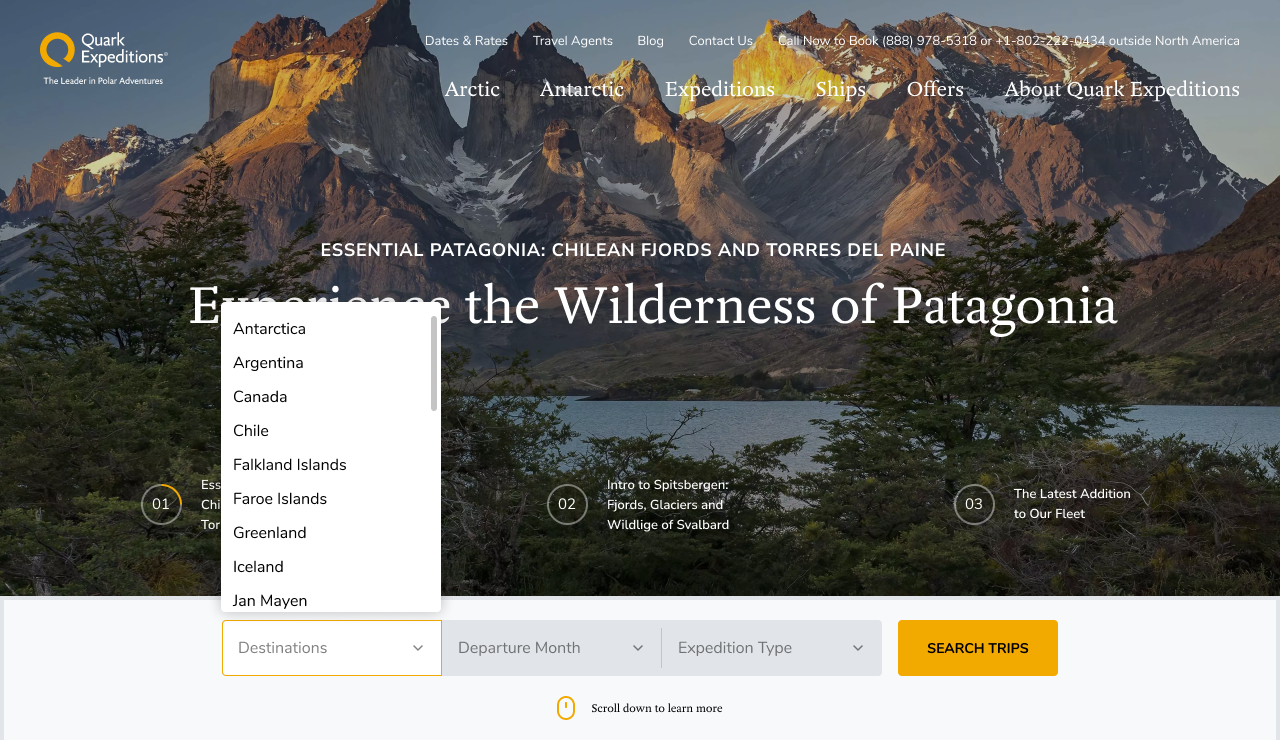 Quark
Expeditions®
The Leader in Polar Adventures
Dates & Rates
Travel Agents
Blog
Contact Us
Call Now to Book (888) 978-5318 or +1-802-222-0434 outside North America
Arctic
Antarctic
Expeditions
Ships
Offers
About Quark Expeditions
ESSENTIAL PATAGONIA: CHILEAN FJORDS AND TORRES DEL PAINE
Experience the Wilderness of Patagonia
Antarctica
Argentina
Canada
Chile
Falkland Islands
Faroe Islands
Greenland
Iceland
Jan Mayen
01
Ess
Chi
Tor
02
Intro to Spitsbergen:
Fjords, Glaciers and
Wildlige of Svalbard
03
The Latest Addition
to Our Fleet
Destinations
Departure Month
Expedition Type
SEARCH TRIPS
Scroll down to learn more